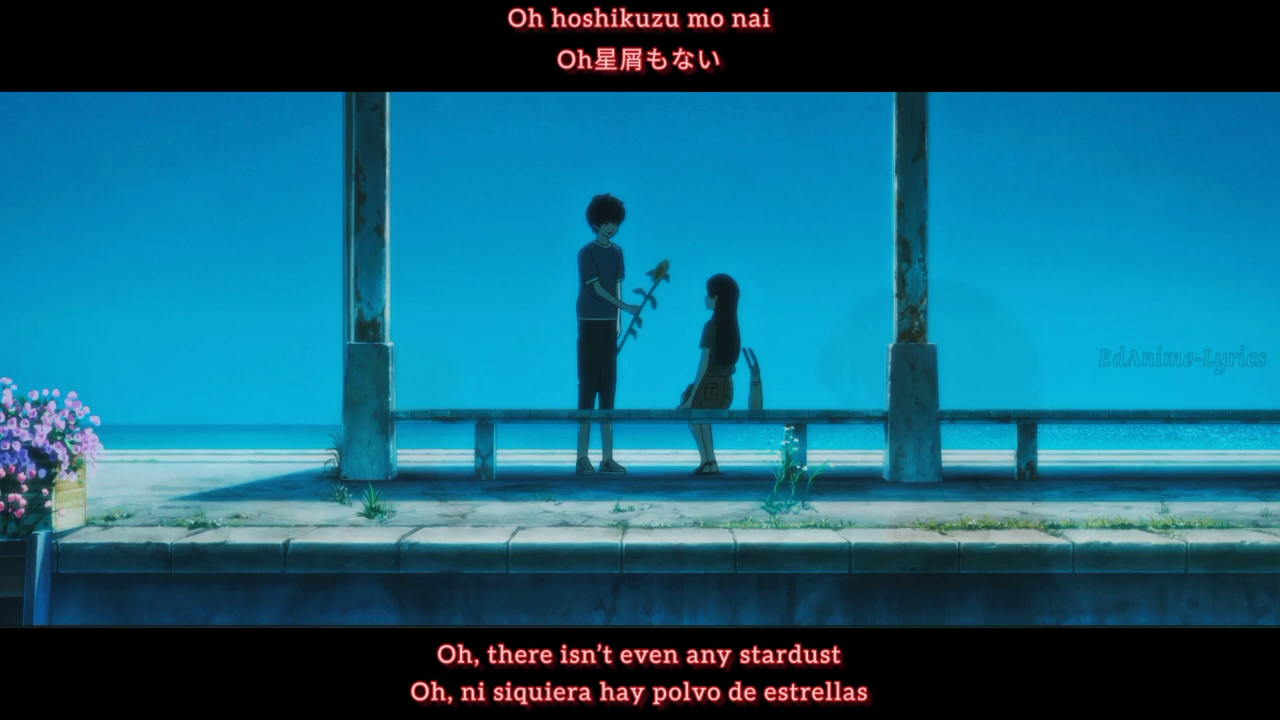 Oh hoshikuzu mo nai
Oh星屑もない
EdAnime-Lyrics
Oh, there isn't even any stardust
Oh, ni siquiera hay polvo de estrellas